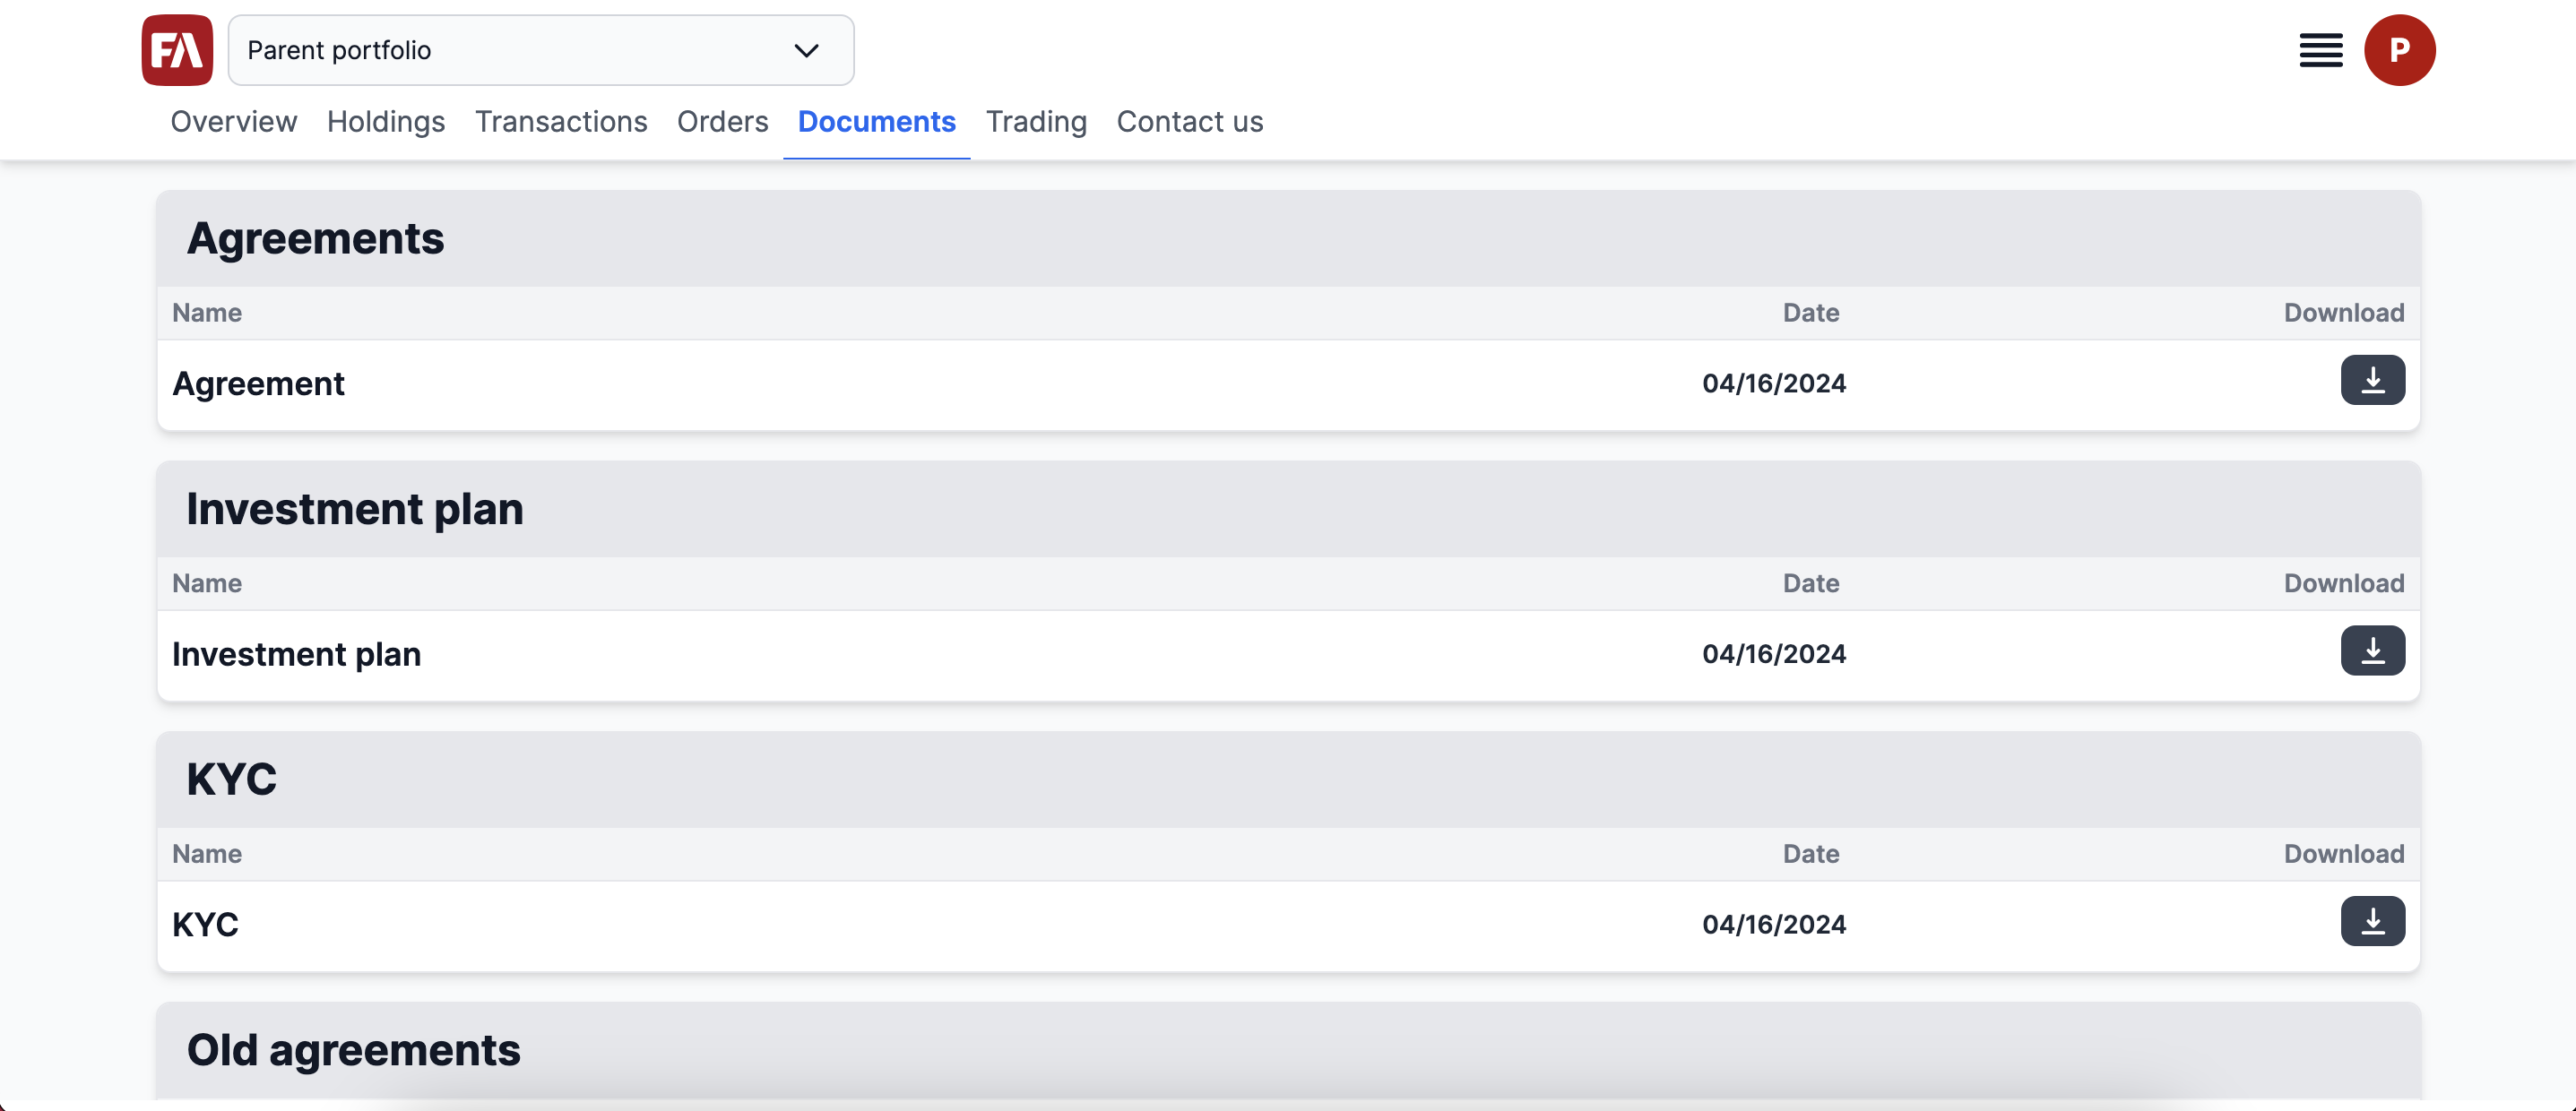 FA Parent portfolio P
Overview Holdings Transactions Orders Documents Trading Contact us
Agreements
Name Date Download
Agreement 04/16/2024
Investment plan
Name Date Download
Investment plan 04/16/2024
KYC
Name Date Download
KYC 04/16/2024
Old agreements